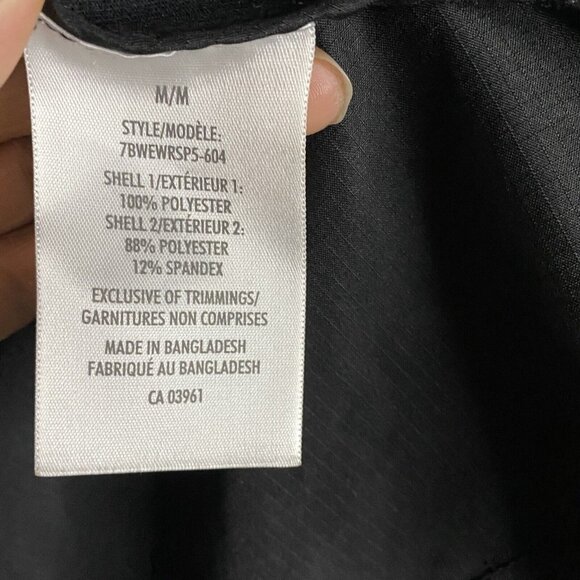 M/M
STYLE/MODÈLE:
7BWEWRSP5-604
SHELL 1/EXTÉRIEUR 1:
100% POLYESTER
SHELL 2/EXTÉRIEUR 2:
88% POLYESTER
12% SPANDEX
EXCLUSIVE OF TRIMMINGS/
GARNITURES NON COMPRISES
MADE IN BANGLADESH
FABRIQUÉ AU BANGLADESH
CA 03961